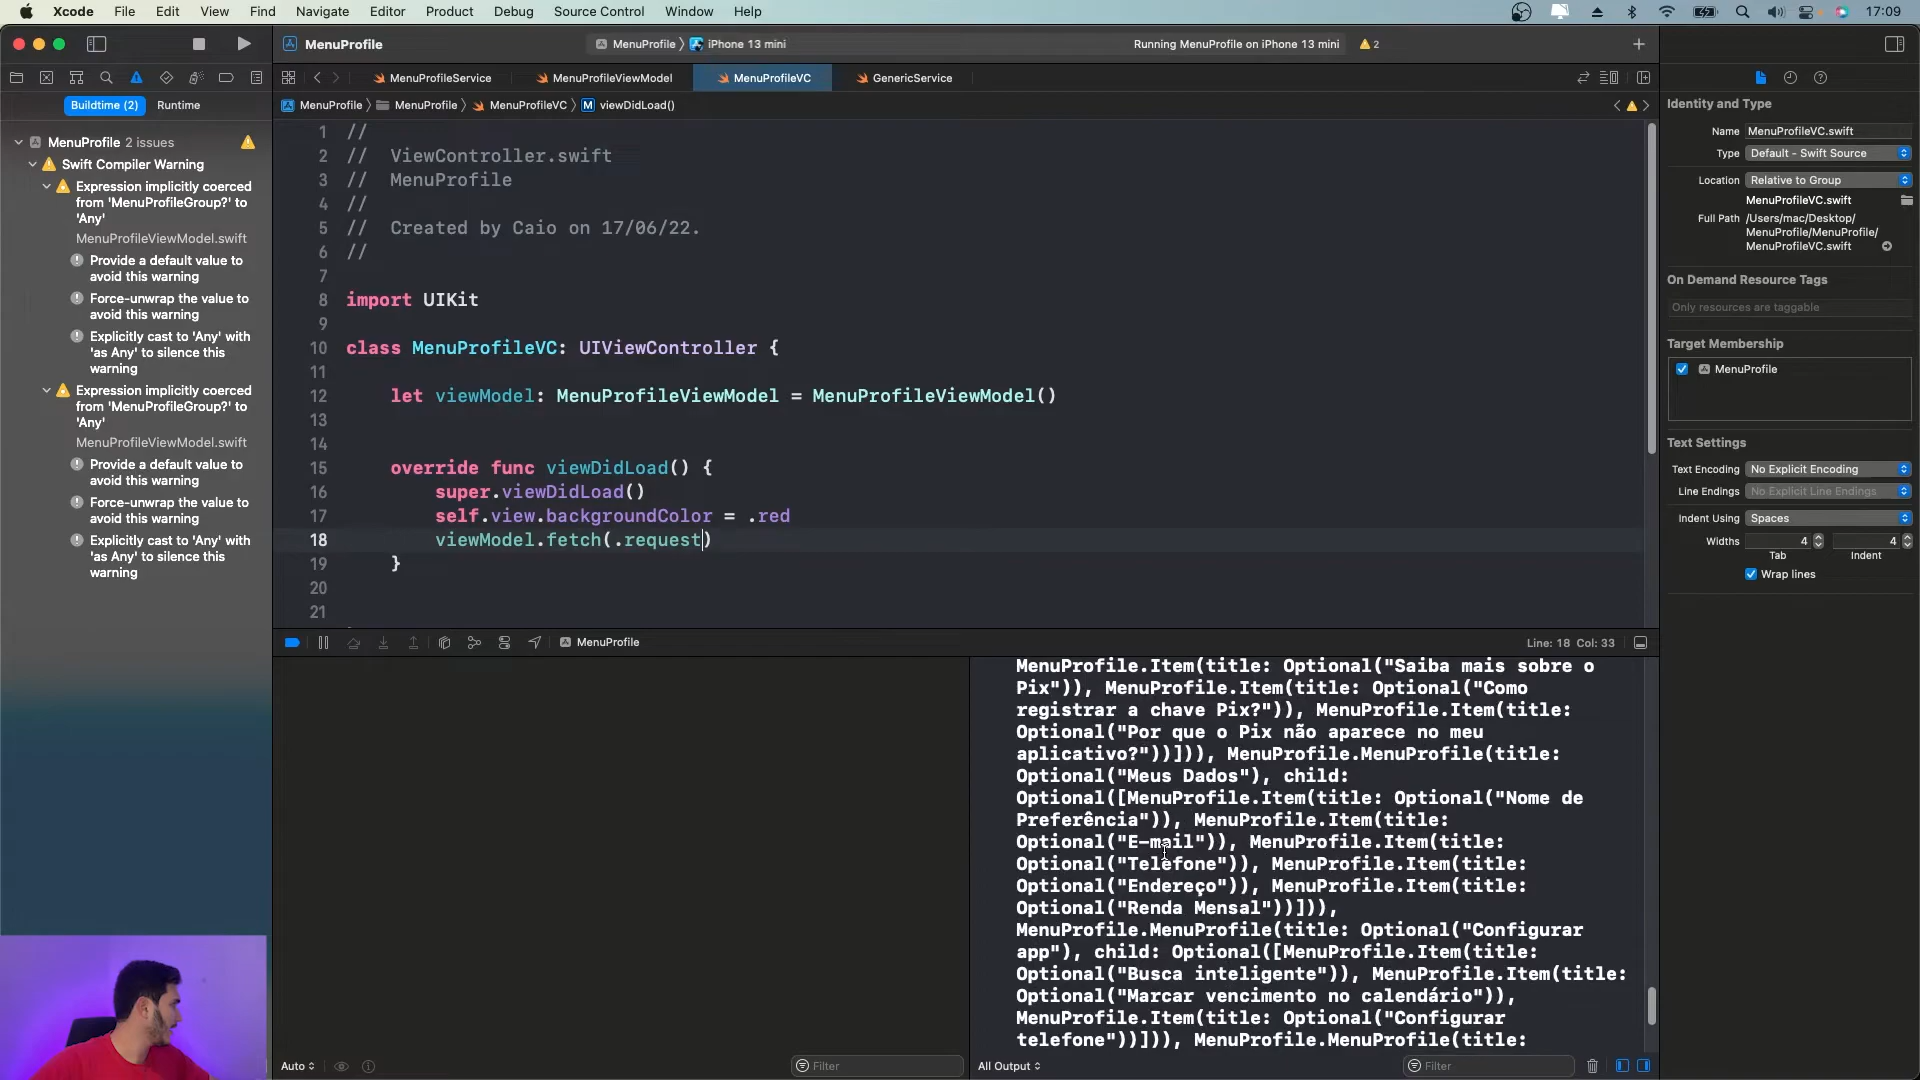 Xcode File Edit View Find Navigate Editor Product Debug Source Control Window Help 17:09
MenuProfile MenuProfile iPhone 13 mini Running MenuProfile on iPhone 13 mini 2
MenuProfileService MenuProfileViewModel MenuProfileVC GenericService
Buildtime (2) Runtime
MenuProfile MenuProfile MenuProfileVC M viewDidLoad()
MenuProfile 2 issues
Swift Compiler Warning
Expression implicitly coerced
from 'MenuProfileGroup?' to
'Any'
MenuProfileViewModel.swift
Provide a default value to
avoid this warning
Force-unwrap the value to
avoid this warning
Explicitly cast to 'Any' with
'as Any' to silence this
warning
Expression implicitly coerced
from 'MenuProfileGroup?' to
'Any'
MenuProfileViewModel.swift
Provide a default value to
avoid this warning
Force-unwrap the value to
avoid this warning
Explicitly cast to 'Any' with
'as Any' to silence this
warning
1 //
2 //  ViewController.swift
3 //  MenuProfile
4 //
5 //  Created by Caio on 17/06/22.
6 //
7
8 import UIKit
9
10 class MenuProfileVC: UIViewController {
11
12     let viewModel: MenuProfileViewModel = MenuProfileViewModel()
13
14
15     override func viewDidLoad() {
16         super.viewDidLoad()
17         self.view.backgroundColor = .red
18         viewModel.fetch(.request)
19     }
20
21
MenuProfile Line: 18 Col: 33
MenuProfile.Item(title: Optional("Saiba mais sobre o
Pix")), MenuProfile.Item(title: Optional("Como
registrar a chave Pix?")), MenuProfile.Item(title:
Optional("Por que o Pix não aparece no meu
aplicativo?"))])), MenuProfile.MenuProfile(title:
Optional("Meus Dados"), child:
Optional([MenuProfile.Item(title: Optional("Nome de
Preferência")), MenuProfile.Item(title:
Optional("E-mail")), MenuProfile.Item(title:
Optional("Telefone")), MenuProfile.Item(title:
Optional("Endereço")), MenuProfile.Item(title:
Optional("Renda Mensal"))])),
MenuProfile.MenuProfile(title: Optional("Configurar
app"), child: Optional([MenuProfile.Item(title:
Optional("Busca inteligente")), MenuProfile.Item(title:
Optional("Marcar vencimento no calendário")),
MenuProfile.Item(title: Optional("Configurar
telefone"))])), MenuProfile.MenuProfile(title:
Auto Filter All Output Filter
Identity and Type
Name MenuProfileVC.swift
Type Default - Swift Source
Location Relative to Group
MenuProfileVC.swift
Full Path /Users/mac/Desktop/
MenuProfile/MenuProfile/
MenuProfileVC.swift
On Demand Resource Tags
Only resources are taggable
Target Membership
MenuProfile
Text Settings
Text Encoding No Explicit Encoding
Line Endings No Explicit Line Endings
Indent Using Spaces
Widths 4 4
Tab Indent
Wrap lines